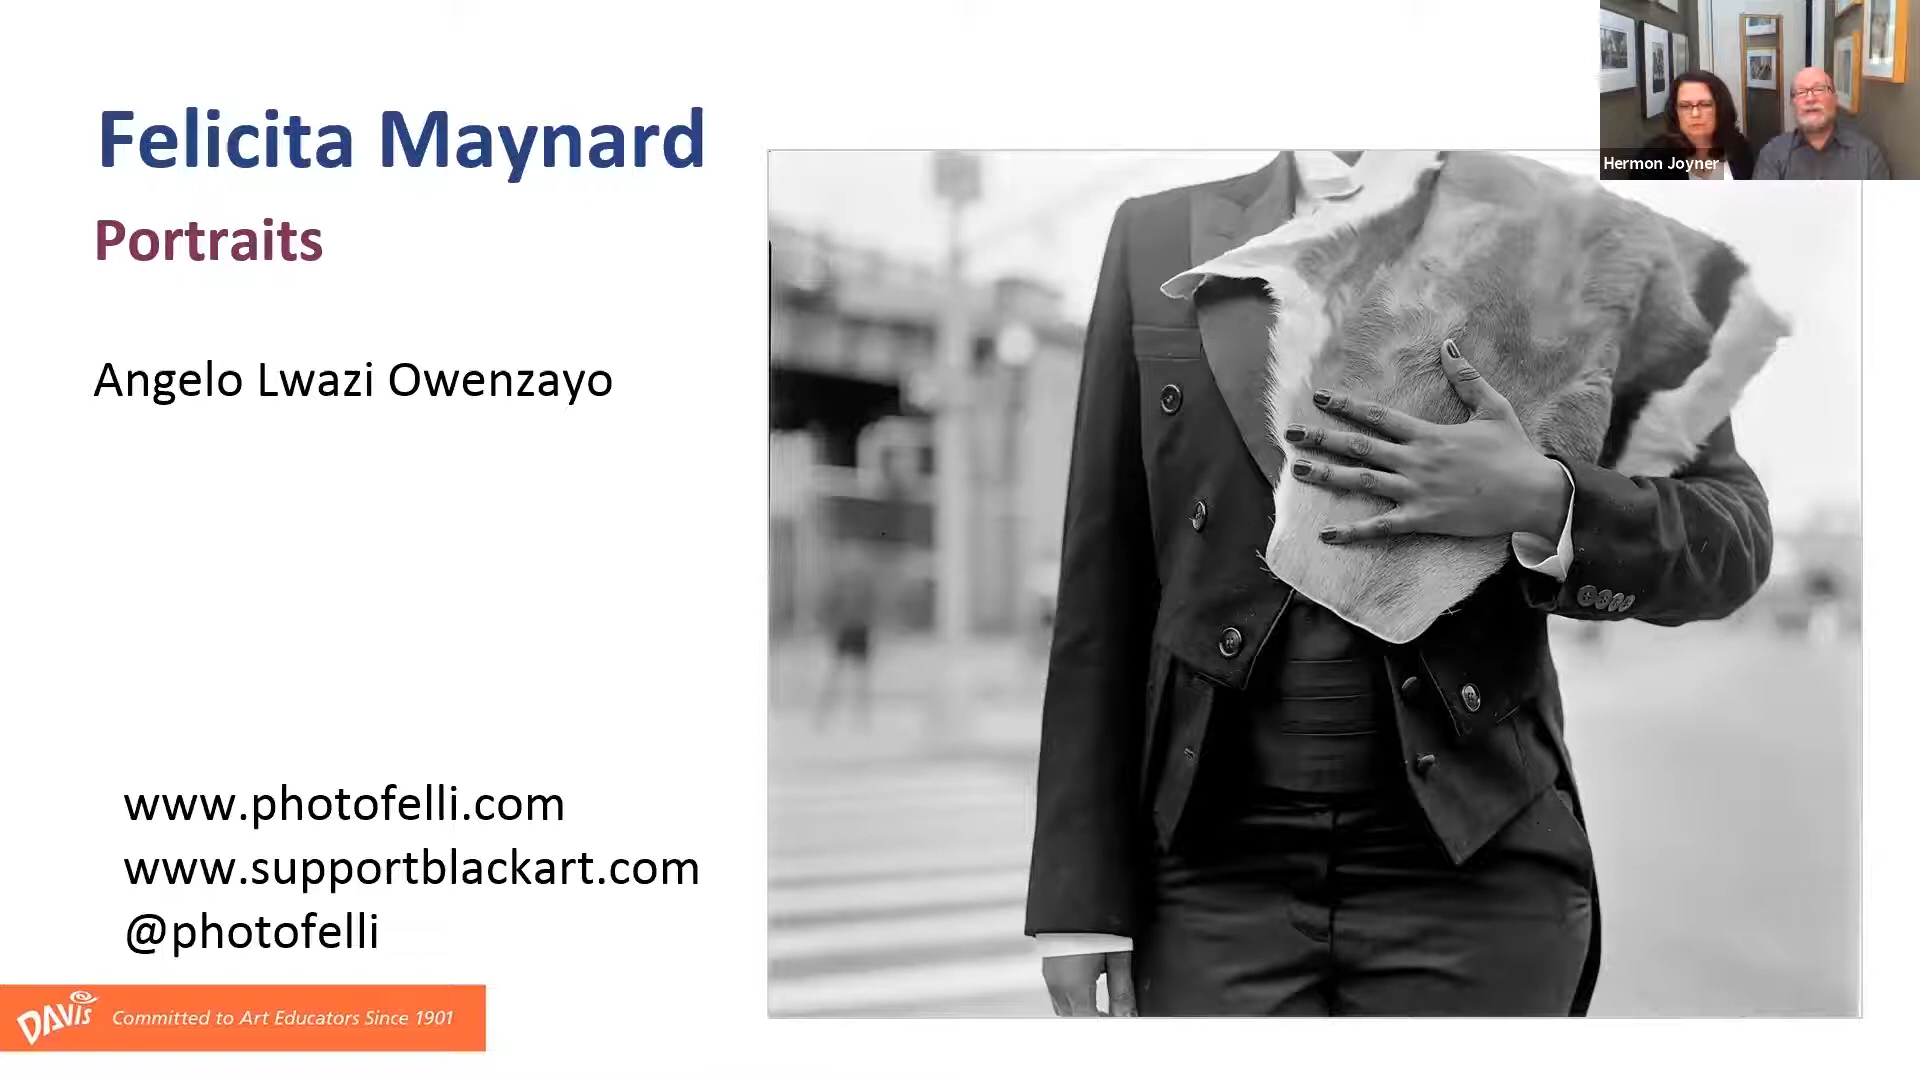 Felicita Maynard
Portraits
Angelo Lwazi Owenzayo
www.photofelli.com
www.supportblackart.com
@photofelli
DAVIS Committed to Art Educators Since 1901
Hermon Joyner